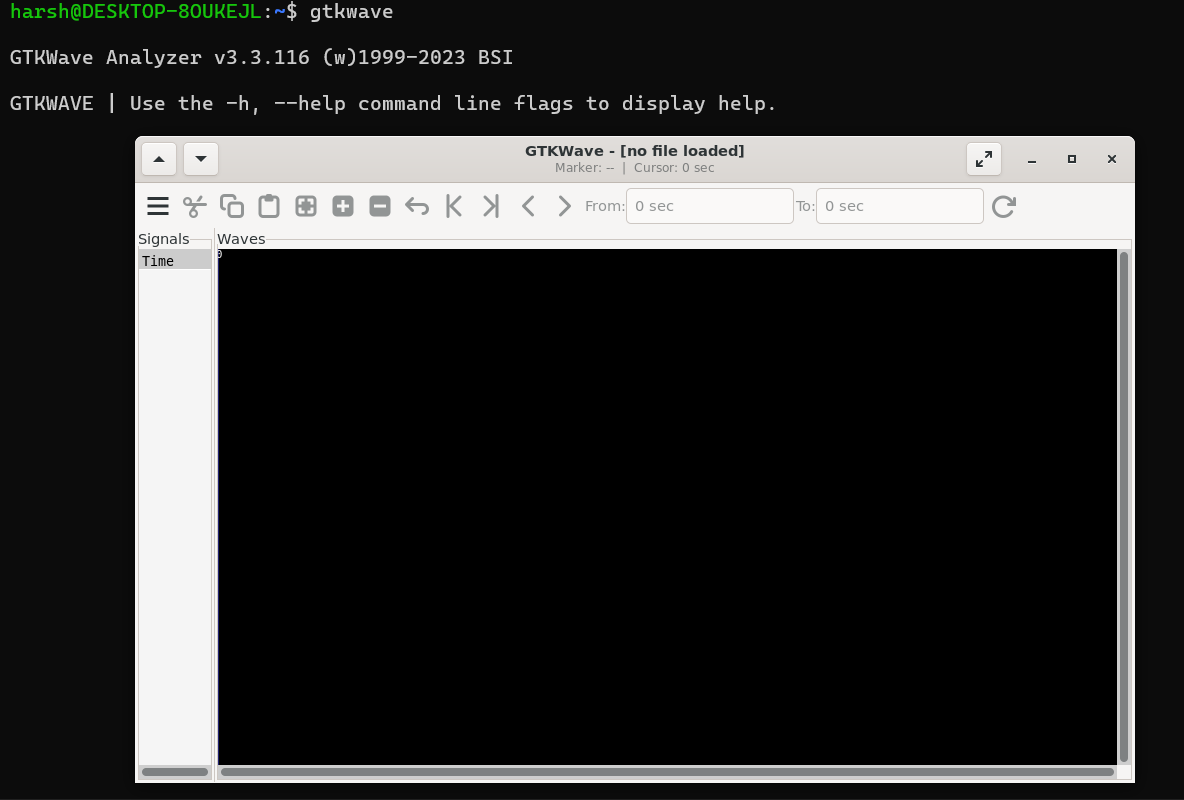 harsh@DESKTOP-8OUKEJL:~$ gtkwave
GTKWave Analyzer v3.3.116 (w)1999-2023 BSI
GTKWAVE | Use the -h, --help command line flags to display help.
GTKWave - [no file loaded]
Marker: -- | Cursor: 0 sec
From: 0 sec To: 0 sec
Signals Waves
Time 0